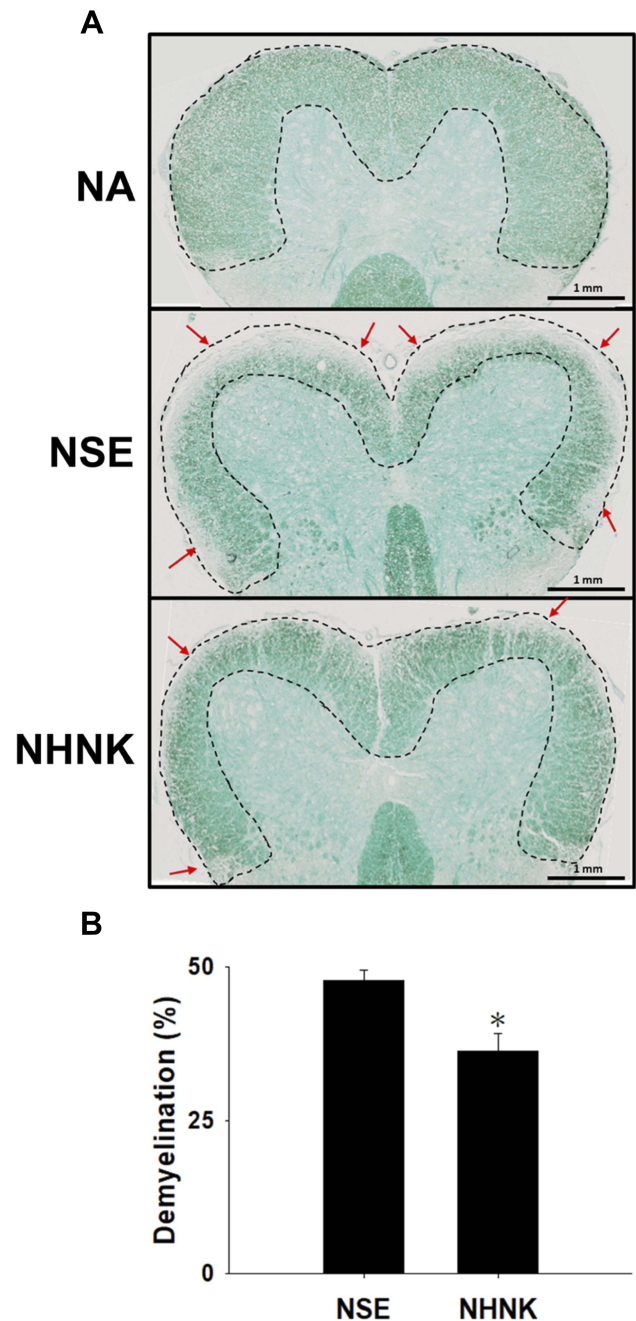 A
NA
1 mm
NSE
1 mm
NHNK
1 mm
B
Demyelination (%)
50
25
0
*
NSE NHNK